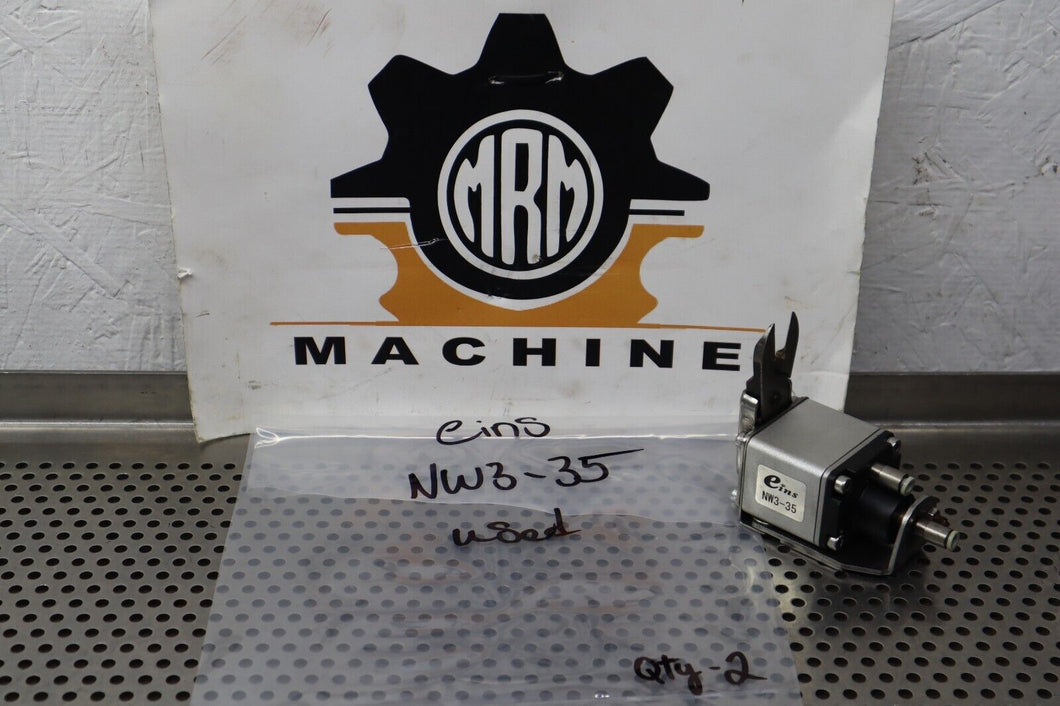 MRM
MACHINE
eins
NW3-35
used
Qty-2
eins
NW3-35